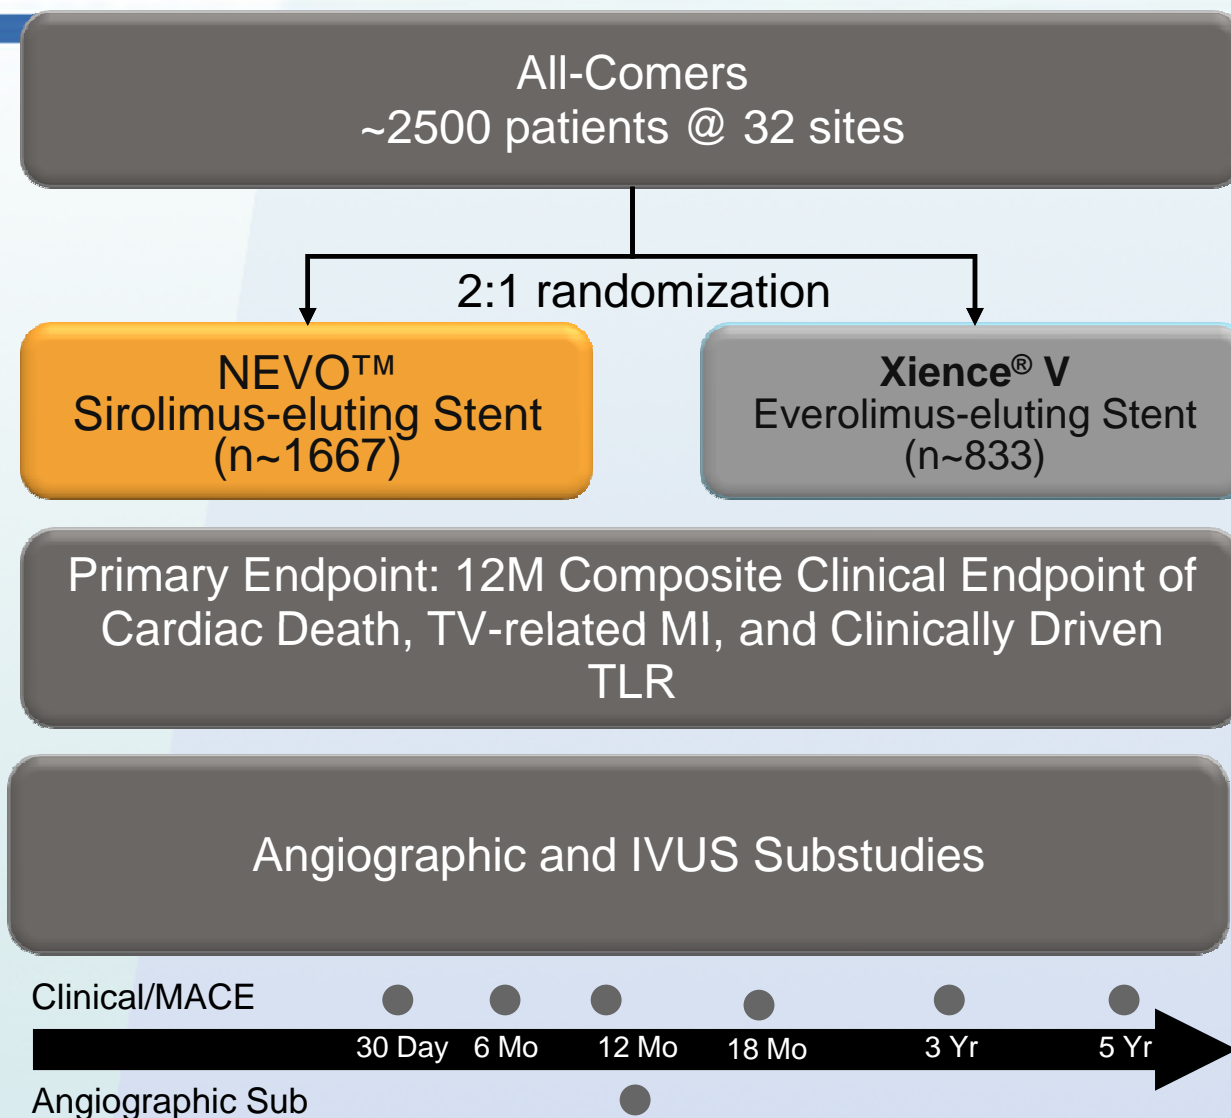 All-Comers
~2500 patients @ 32 sites
2:1 randomization
NEVO™
Sirolimus-eluting Stent
(n~1667)
Xience® V
Everolimus-eluting Stent
(n~833)
Primary Endpoint: 12M Composite Clinical Endpoint of
Cardiac Death, TV-related MI, and Clinically Driven
TLR
Angiographic and IVUS Substudies
Clinical/MACE
30 Day 6 Mo 12 Mo 18 Mo 3 Yr 5 Yr
Angiographic Sub